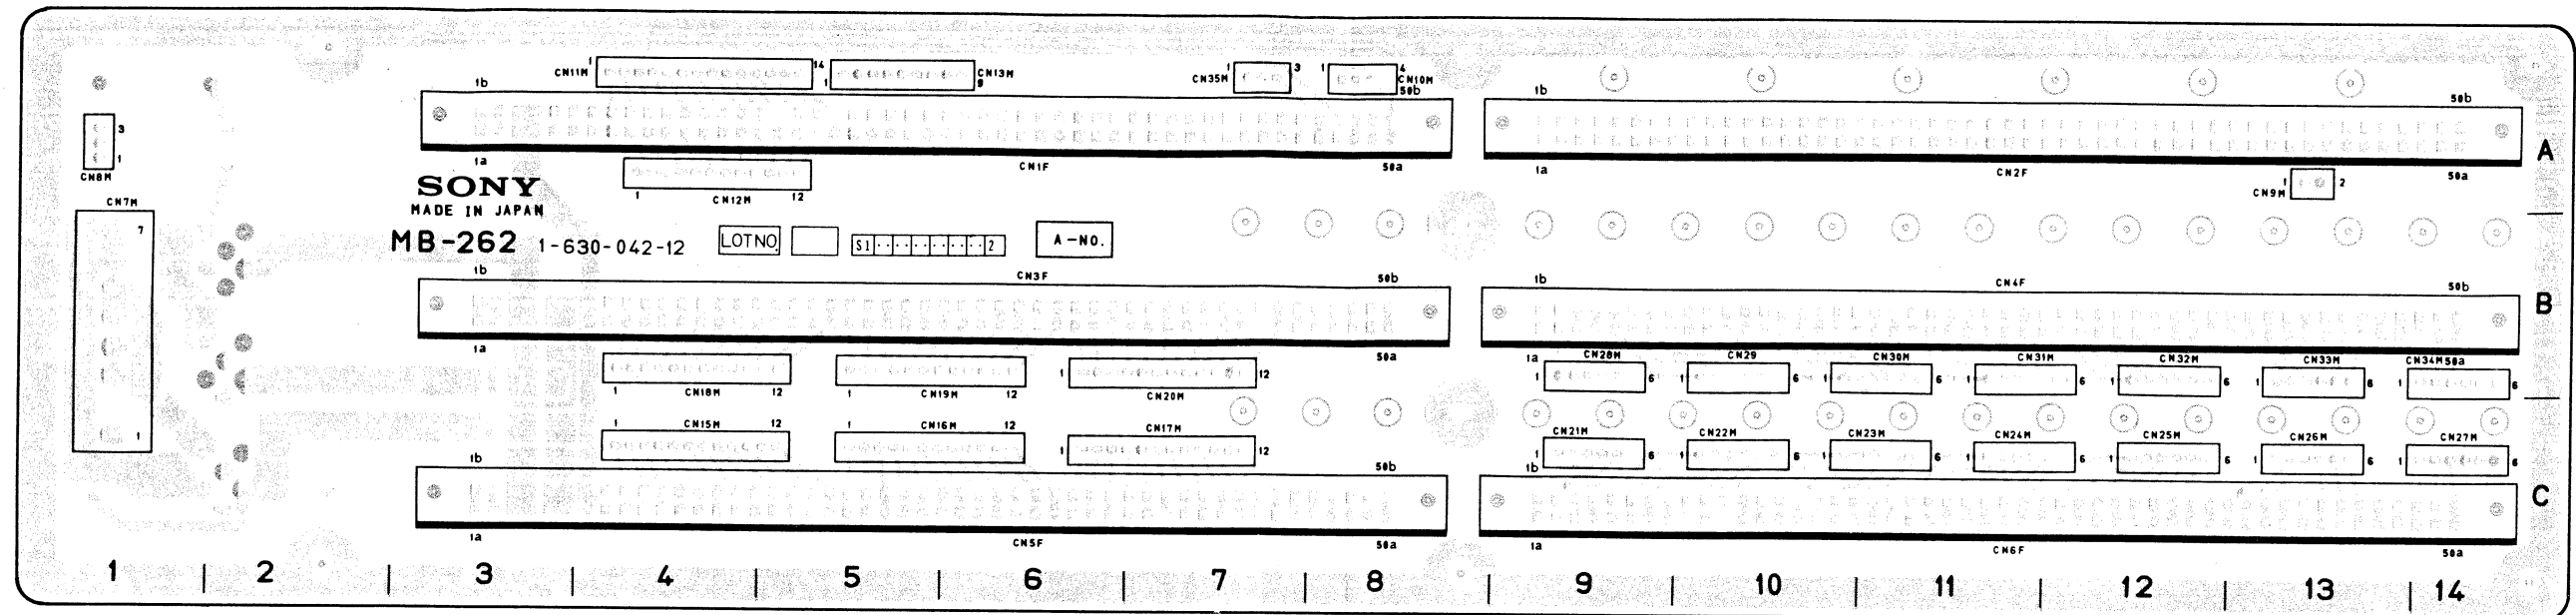 1 14
CN11M CN13M
1 9
1 3 1 4
CN35M CN10M
1b 50b 1b 50b
3
1
CN8M
1a CN1F 50a 1a CN2F 50a
A
1 CN12M 12
1 2
CN9M
SONY
MADE IN JAPAN
MB-262 1-630-042-12 LOTNO. S1 2 A-NO.
CN7M
7
1
1b CN3F 50b 1b CN4F 50b
B
1a 50a 1a CN28M CN29 CN30M CN31M CN32M CN33M CN34M 50a
1 6 1 6 1 6 1 6 1 6 1 6 1 6
1 CN18M 12 1 CN19M 12 1 CN20M 12
1 CN15M 12 1 CN16M 12 1 CN17M 12
CN21M CN22M CN23M CN24M CN25M CN26M CN27M
1 6 1 6 1 6 1 6 1 6 1 6 1 6
1b 50b 1b
C
1a CN5F 50a 1a CN6F 50a
1 2 3 4 5 6 7 8 9 10 11 12 13 14